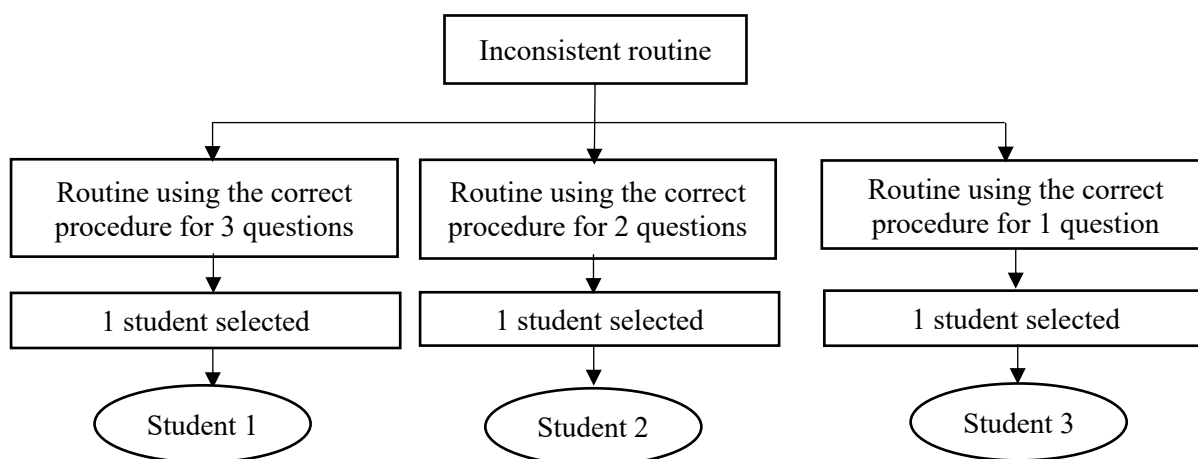 Inconsistent routine
Routine using the correct
procedure for 3 questions
Routine using the correct
procedure for 2 questions
Routine using the correct
procedure for 1 question
1 student selected
1 student selected
1 student selected
Student 1
Student 2
Student 3